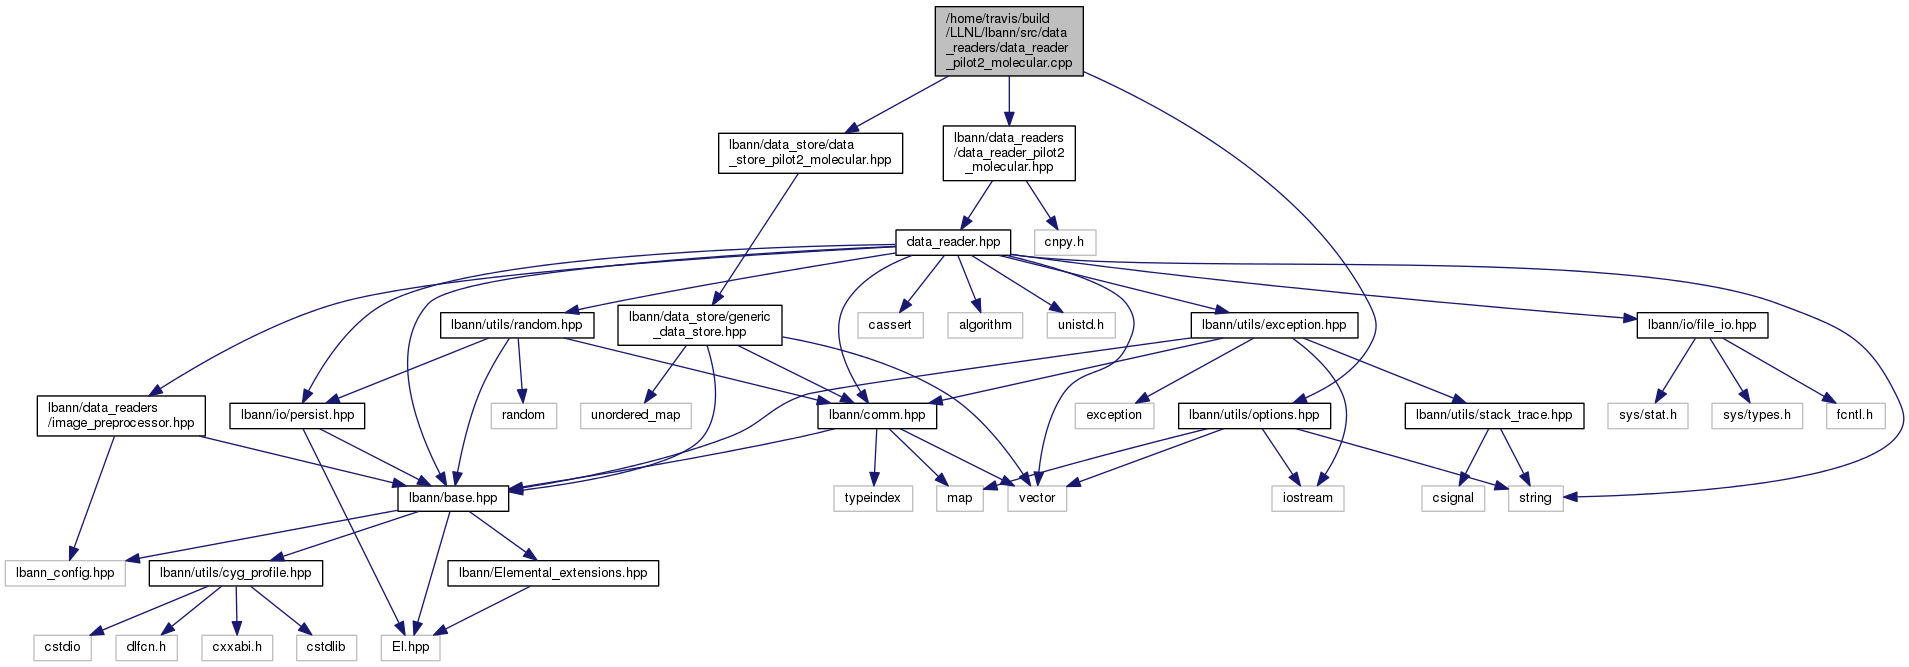 /home/travis/build
/LLNL/lbann/src/data
_readers/data_reader
_pilot2_molecular.cpp
lbann/data_store/data
_store_pilot2_molecular.hpp
lbann/data_readers
/data_reader_pilot2
_molecular.hpp
data_reader.hpp
cnpy.h
lbann/data_store/generic
_data_store.hpp
lbann/utils/random.hpp
cassert
algorithm
unistd.h
lbann/utils/exception.hpp
lbann/io/file_io.hpp
lbann/data_readers
/image_preprocessor.hpp
lbann/io/persist.hpp
random
unordered_map
lbann/comm.hpp
exception
lbann/utils/options.hpp
lbann/utils/stack_trace.hpp
sys/stat.h
sys/types.h
fcntl.h
lbann/base.hpp
typeindex
map
vector
iostream
csignal
string
lbann_config.hpp
lbann/utils/cyg_profile.hpp
lbann/Elemental_extensions.hpp
cstdio
dlfcn.h
cxxabi.h
cstdlib
El.hpp